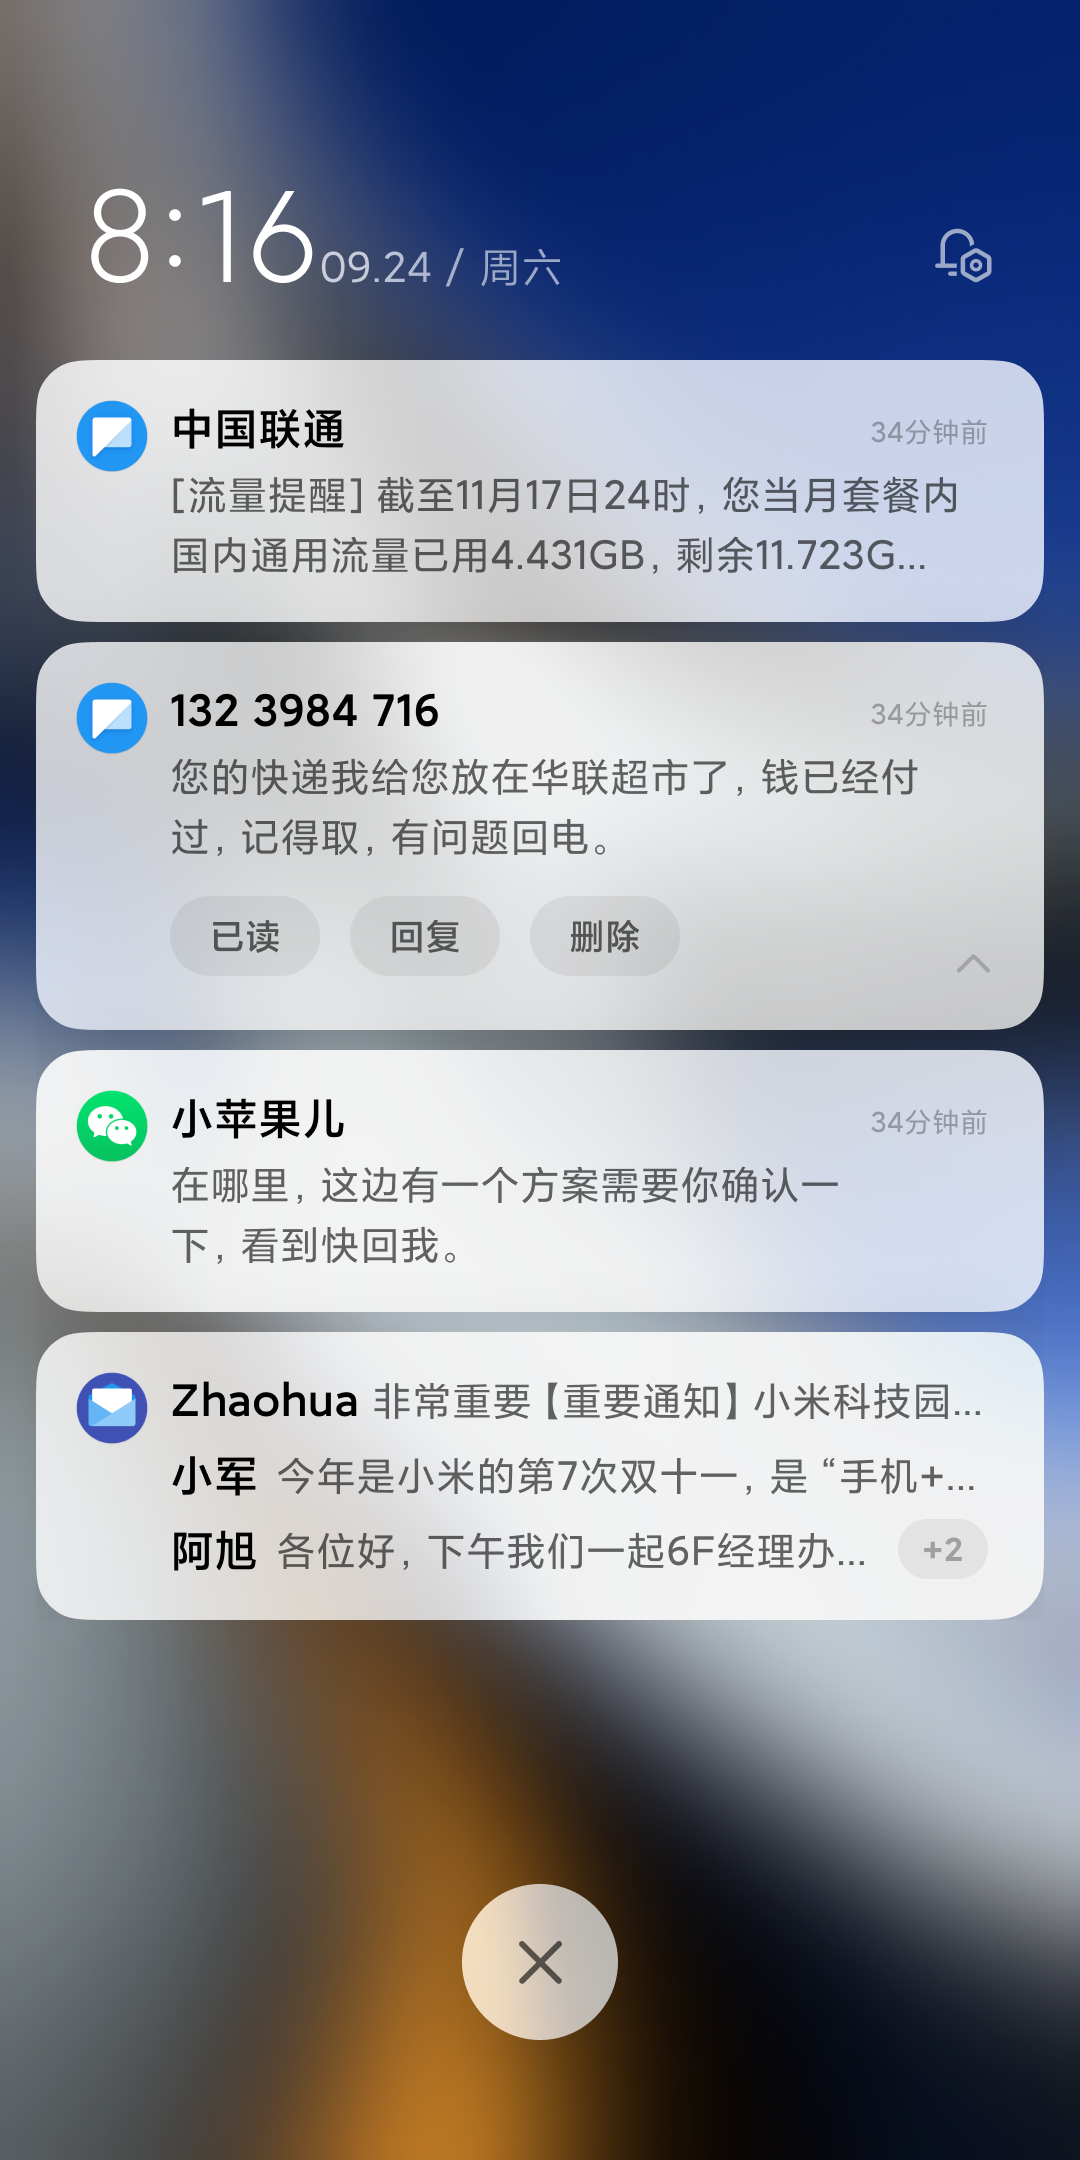 8:16 09.24 / 周六
中国联通 34分钟前
[流量提醒] 截至11月17日24时，您当月套餐内
国内通用流量已用4.431GB，剩余11.723G...
132 3984 716 34分钟前
您的快递我给您放在华联超市了，钱已经付
过，记得取，有问题回电。
已读 回复 删除
小苹果儿 34分钟前
在哪里，这边有一个方案需要你确认一
下，看到快回我。
Zhaohua 非常重要【重要通知】小米科技园...
小军 今年是小米的第7次双十一，是 “手机+...
阿旭 各位好，下午我们一起6F经理办... +2